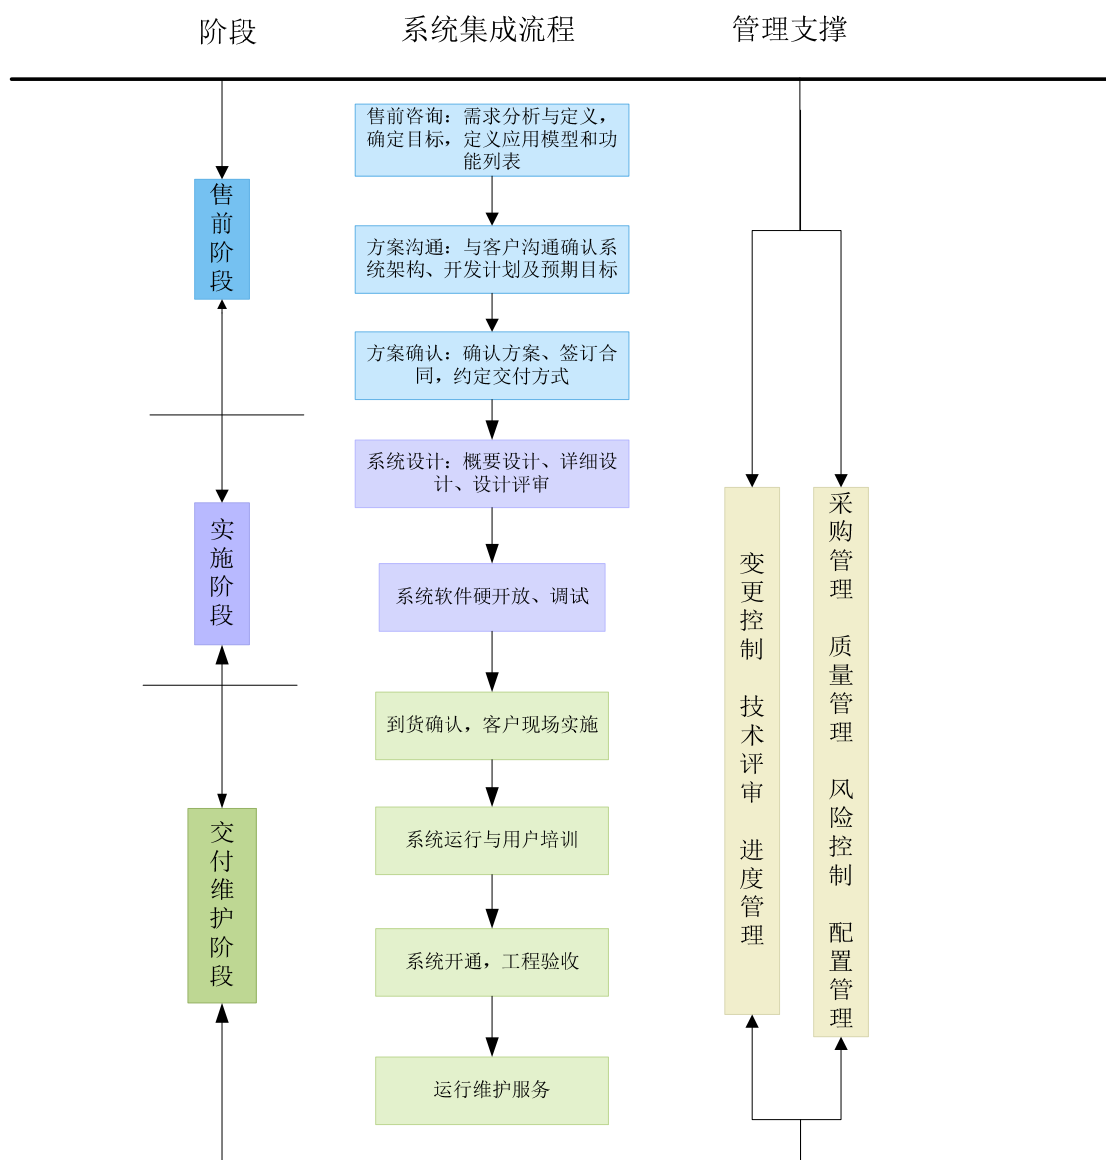 阶段
系统集成流程
管理支撑
售前咨询：需求分析与定义，
确定目标，定义应用模型和功
能列表
售前阶段
方案沟通：与客户沟通确认系
统架构、开发计划及预期目标
方案确认：确认方案、签订合
同，约定交付方式
系统设计：概要设计、详细设
计、设计评审
实施阶段
系统软件硬开放、调试
到货确认，客户现场实施
系统运行与用户培训
交付维护阶段
系统开通，工程验收
运行维护服务
变更控制 技术评审 进度管理
采购管理 质量管理 风险控制 配置管理